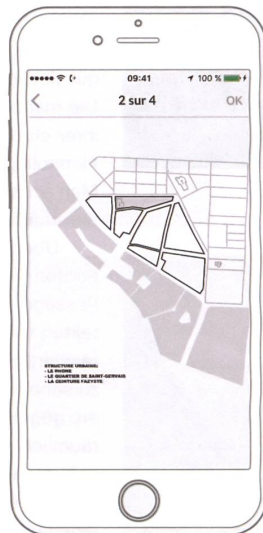 09:41
100 %
2 sur 4
OK
STRUCTURE URBAINE:
- LE RHONE
- LE QUARTIER DE SAINT-GERVAIS
- LA CEINTURE FAZYSTE